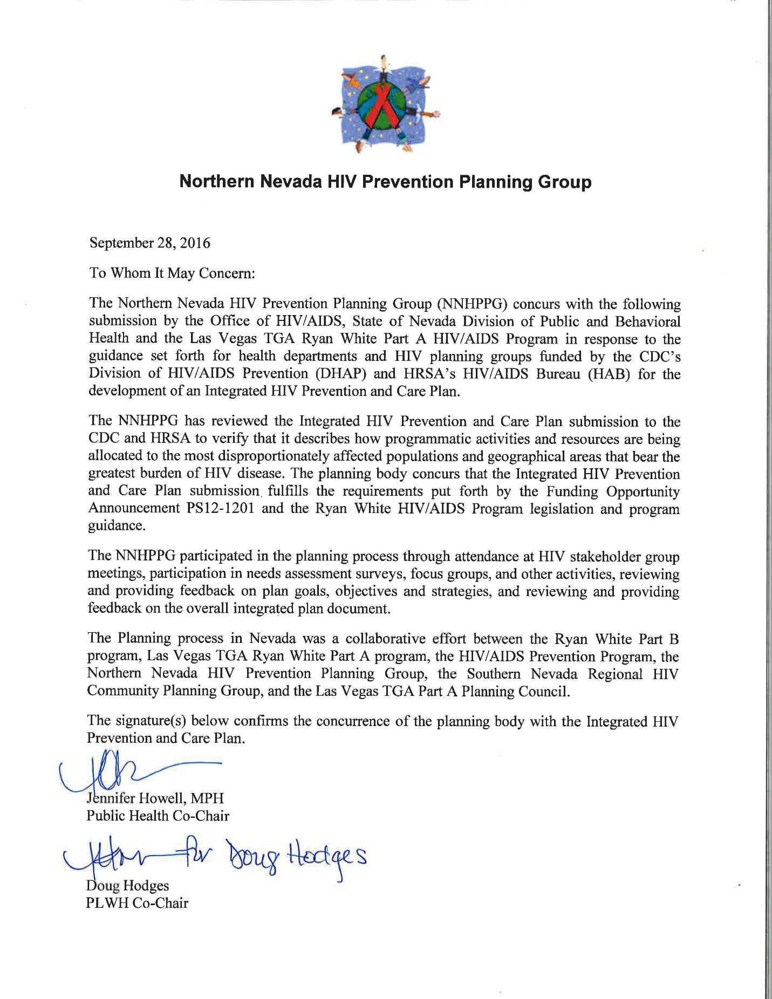 Northern Nevada HIV Prevention Planning Group
September 28, 2016
To Whom It May Concern:
The Northern Nevada HIV Prevention Planning Group (NNHPPG) concurs with the following
submission by the Office of HIV/AIDS, State of Nevada Division of Public and Behavioral
Health and the Las Vegas TGA Ryan White Part A HIV/AIDS Program in response to the
guidance set forth for health departments and HIV planning groups funded by the CDC's
Division of HIV/AIDS Prevention (DHAP) and HRSA's HIV/AIDS Bureau (HAB) for the
development of an Integrated HIV Prevention and Care Plan.
The NNHPPG has reviewed the Integrated HIV Prevention and Care Plan submission to the
CDC and HRSA to verify that it describes how programmatic activities and resources are being
allocated to the most disproportionately affected populations and geographical areas that bear the
greatest burden of HIV disease. The planning body concurs that the Integrated HIV Prevention
and Care Plan submission fulfills the requirements put forth by the Funding Opportunity
Announcement PS12-1201 and the Ryan White HIV/AIDS Program legislation and program
guidance.
The NNHPPG participated in the planning process through attendance at HIV stakeholder group
meetings, participation in needs assessment surveys, focus groups, and other activities, reviewing
and providing feedback on plan goals, objectives and strategies, and reviewing and providing
feedback on the overall integrated plan document.
The Planning process in Nevada was a collaborative effort between the Ryan White Part B
program, Las Vegas TGA Ryan White Part A program, the HIV/AIDS Prevention Program, the
Northern Nevada HIV Prevention Planning Group, the Southern Nevada Regional HIV
Community Planning Group, and the Las Vegas TGA Part A Planning Council.
The signature(s) below confirms the concurrence of the planning body with the Integrated HIV
Prevention and Care Plan.
Jennifer Howell, MPH
Public Health Co-Chair
for Doug Hodges
Doug Hodges
PLWH Co-Chair